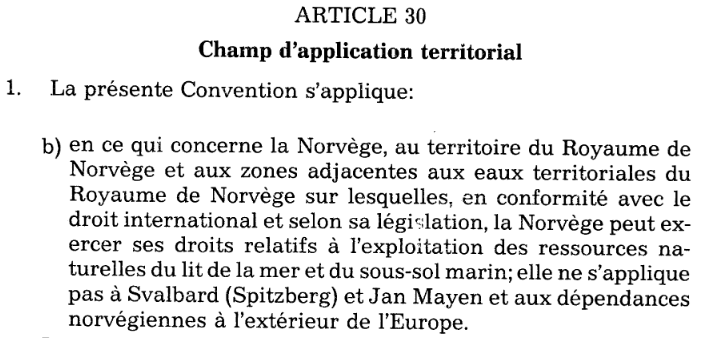 ARTICLE 30
Champ d'application territorial
1. La présente Convention s'applique:
b) en ce qui concerne la Norvège, au territoire du Royaume de
Norvège et aux zones adjacentes aux eaux territoriales du
Royaume de Norvège sur lesquelles, en conformité avec le
droit international et selon sa législation, la Norvège peut ex-
ercer ses droits relatifs à l'exploitation des ressources na-
turelles du lit de la mer et du sous-sol marin; elle ne s'applique
pas à Svalbard (Spitzberg) et Jan Mayen et aux dépendances
norvégiennes à l'extérieur de l'Europe.